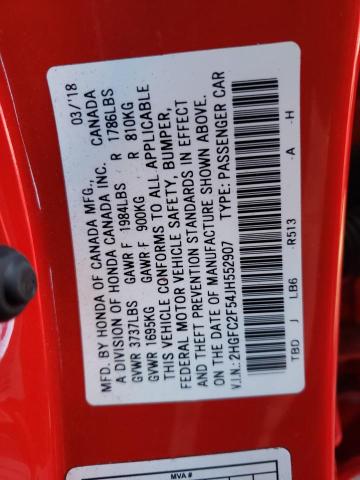 MFD. BY HONDA OF CANADA MFG., 03/'18
A DIVISION OF HONDA CANADA INC. CANADA
GVWR 3737LBS GAWR F 1984LBS R 1786LBS
GVWR 1695KG GAWR F 900KG R 810KG
THIS VEHICLE CONFORMS TO ALL APPLICABLE
FEDERAL MOTOR VEHICLE SAFETY, BUMPER,
AND THEFT PREVENTION STANDARDS IN EFFECT
ON THE DATE OF MANUFACTURE SHOWN ABOVE.
V.I.N.: 2HGFC2F54JH552907 TYPE: PASSENGER CAR
TBD J LB6 -R513 -A -H
MVA #